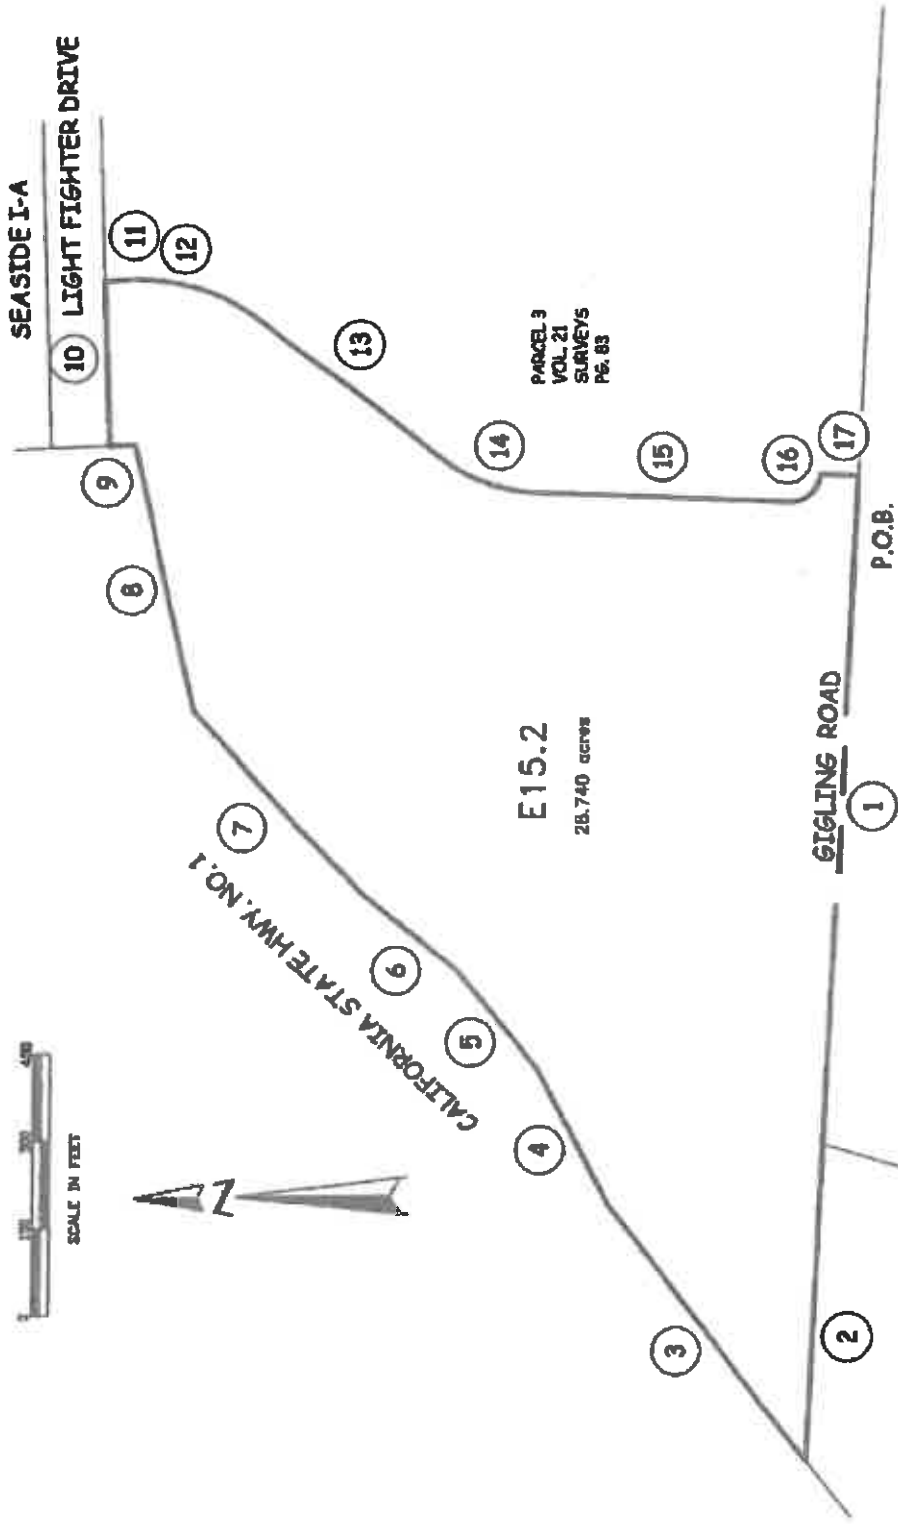 SEASIDE I-A
10 LIGHT FIGHTER DRIVE
11
12
13
9
8
7
CALIFORNIA STATE HWY. NO. 1
6
5
4
3
SCALE IN FEET
N
PARCEL 3
VOL. 21
SURVEYS
PG. 83
14
15
16
17
E15.2
28.740 acres
GIGLING ROAD
P.O.B.
1
2